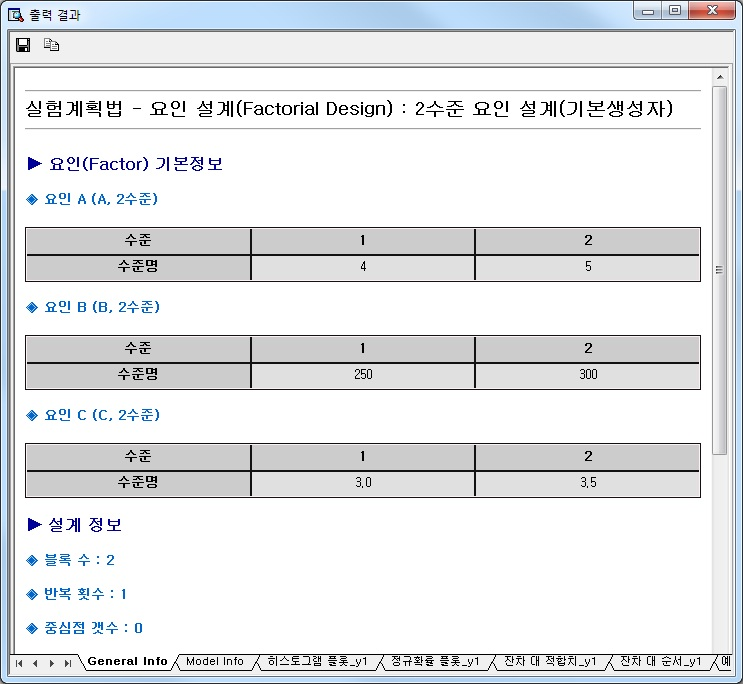 출력 결과
실험계획법 - 요인 설계(Factorial Design) : 2수준 요인 설계(기본생성자)
▶ 요인(Factor) 기본정보
◈ 요인 A (A, 2수준)
수준 1 2
수준명 4 5
◈ 요인 B (B, 2수준)
수준 1 2
수준명 250 300
◈ 요인 C (C, 2수준)
수준 1 2
수준명 3.0 3.5
▶ 설계 정보
◈ 블록 수 : 2
◈ 반복 횟수 : 1
◈ 중심점 갯수 : 0
General Info Model Info 히스토그램 플롯_y1 정규확률 플롯_y1 잔차 대 적합치_y1 잔차 대 순서_y1 예